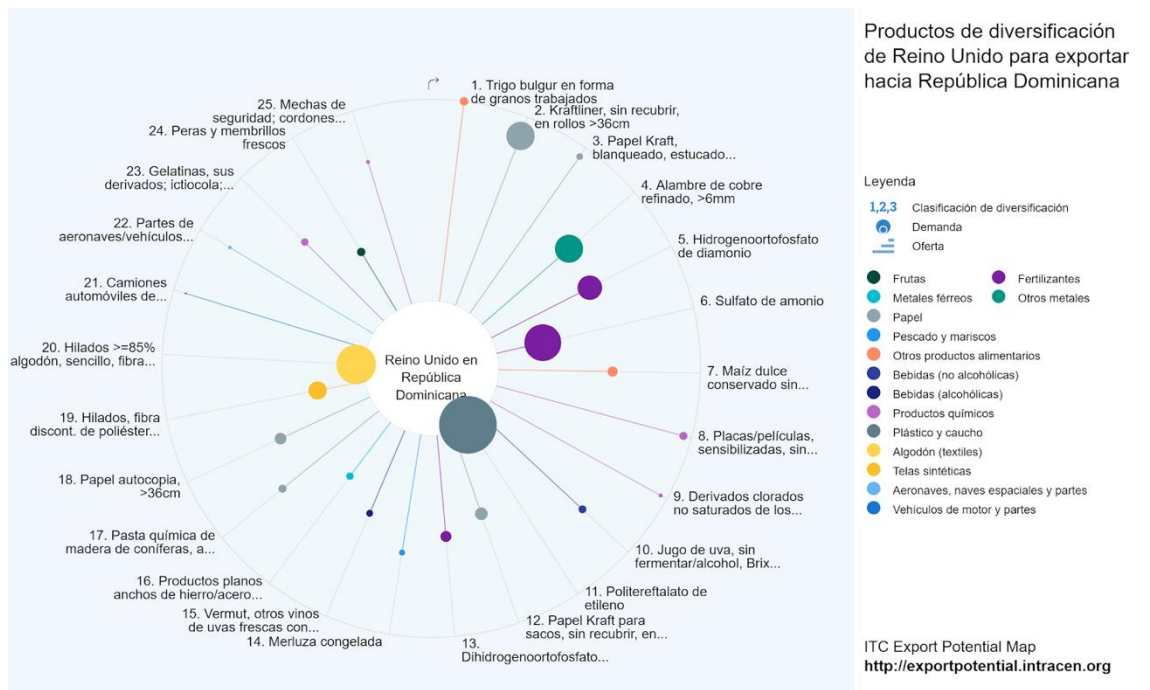 Productos de diversificación
de Reino Unido para exportar
hacia República Dominicana
1. Trigo bulgur en forma
de granos trabajados
2. Kraftliner, sin recubrir,
en rollos >36cm
3. Papel Kraft,
blanqueado, estucado...
4. Alambre de cobre
refinado, >6mm
5. Hidrogenoortofosfato
de diamonio
6. Sulfato de amonio
7. Maíz dulce
conservado sin...
8. Placas/películas,
sensibilizadas, sin...
9. Derivados clorados
no saturados de los...
10. Jugo de uva, sin
fermentar/alcohol, Brix...
11. Politereftalato de
etileno
12. Papel Kraft para
sacos, sin recubrir, en...
13.
Dihidrogenoortofosfato...
14. Merluza congelada
15. Vermut, otros vinos
de uvas frescas con...
16. Productos planos
anchos de hierro/acero...
17. Pasta química de
madera de coníferas, a...
18. Papel autocopia,
>36cm
19. Hilados, fibra
discont. de poliéster...
20. Hilados >=85%
algodón, sencillo, fibra...
21. Camiones
automóviles de...
22. Partes de
aeronaves/vehículos...
23. Gelatinas, sus
derivados; ictiocola;...
24. Peras y membrillos
frescos
25. Mechas de
seguridad; cordones...
Reino Unido en
República
Dominicana
Leyenda
1,2,3 Clasificación de diversificación
Demanda
Oferta
Frutas
Fertilizantes
Metales férreos
Otros metales
Papel
Pescado y mariscos
Otros productos alimentarios
Bebidas (no alcohólicas)
Bebidas (alcohólicas)
Productos químicos
Plástico y caucho
Algodón (textiles)
Telas sintéticas
Aeronaves, naves espaciales y partes
Vehículos de motor y partes
ITC Export Potential Map
http://exportpotential.intracen.org